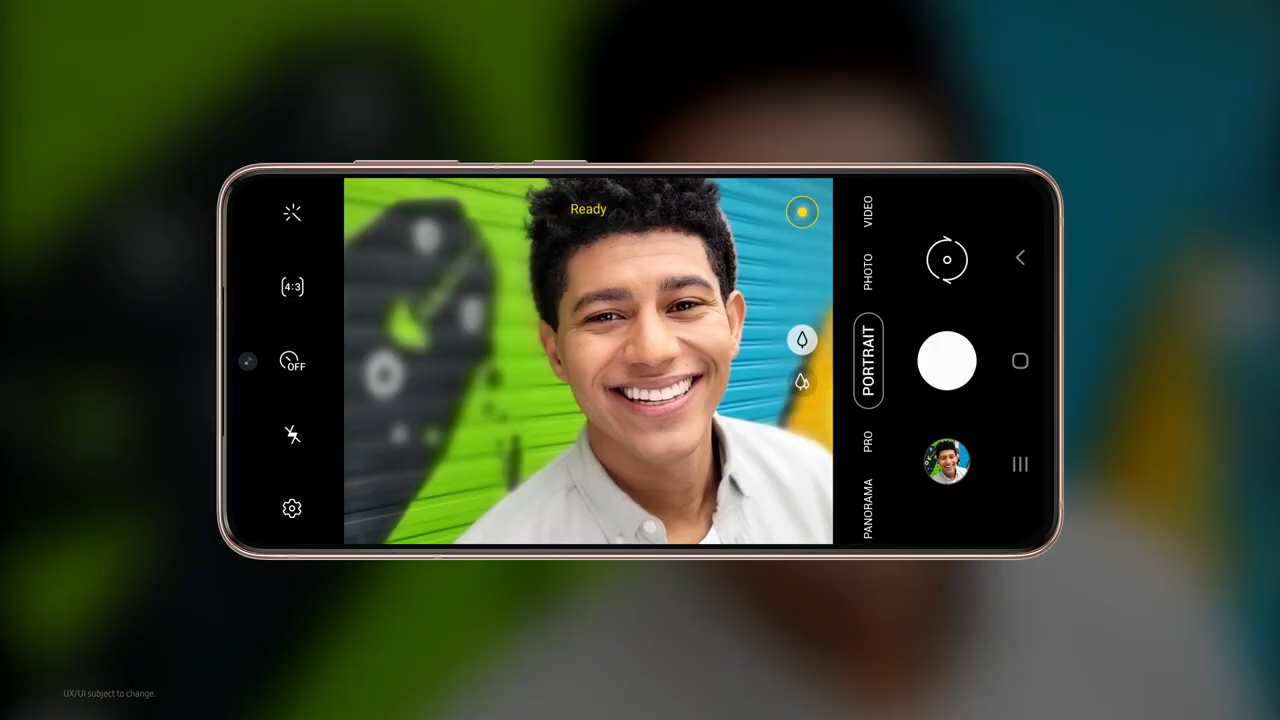 4:3
OFF
Ready
VIDEO
PHOTO
PORTRAIT
PRO
PANORAMA
UX/UI subject to change.